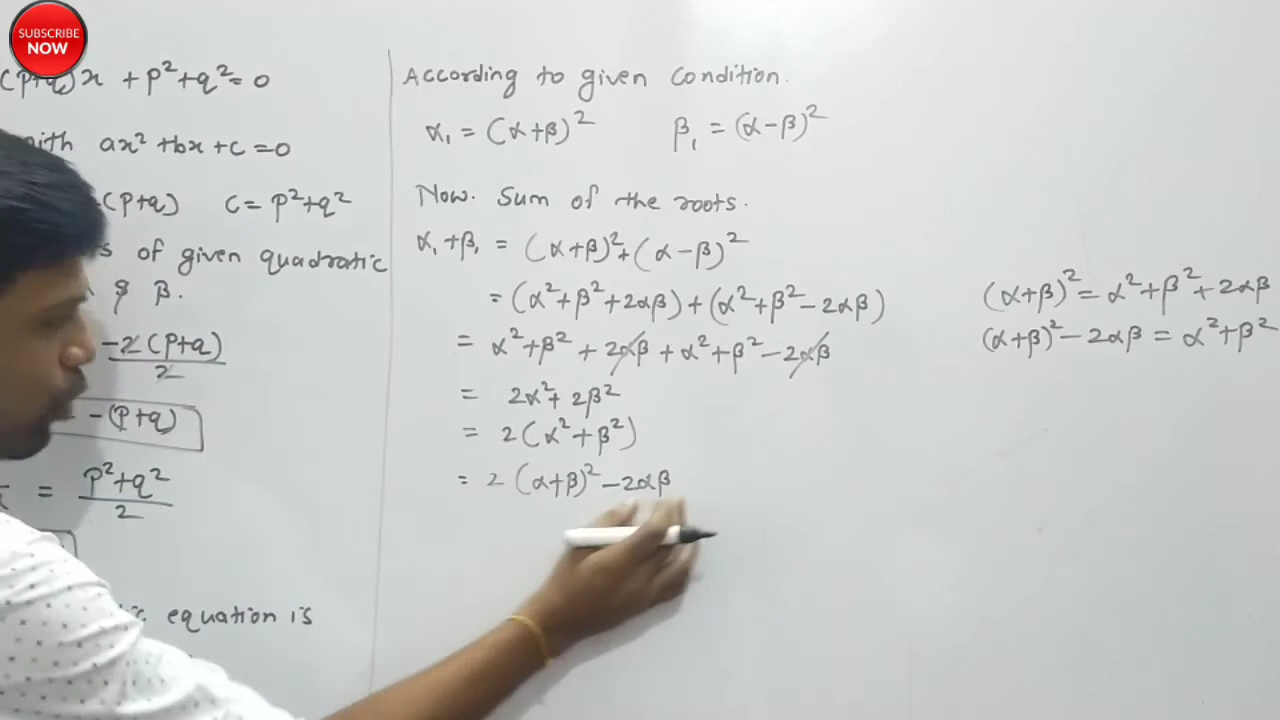 SUBSCRIBE
NOW
(p+q)x + p²+q² = 0
with ax² + bx + c = 0
(p+q) c = p²+q²
s of given quadratic
& β.
-2(p+q)/2
-(p+q)
= p²+q²/2
equation is
According to given condition.
α₁ = (α+β)² β₁ = (α-β)²
Now. Sum of the roots.
α₁+β₁ = (α+β)²+(α-β)²
= (α²+β²+2αβ)+(α²+β²-2αβ)
= α²+β² + 2αβ + α²+β²-2αβ
= 2α²+ 2β²
= 2(α²+β²)
= 2 (α+β)²-2αβ
(α+β)² = α²+β²+2αβ
(α+β)²-2αβ = α²+β²